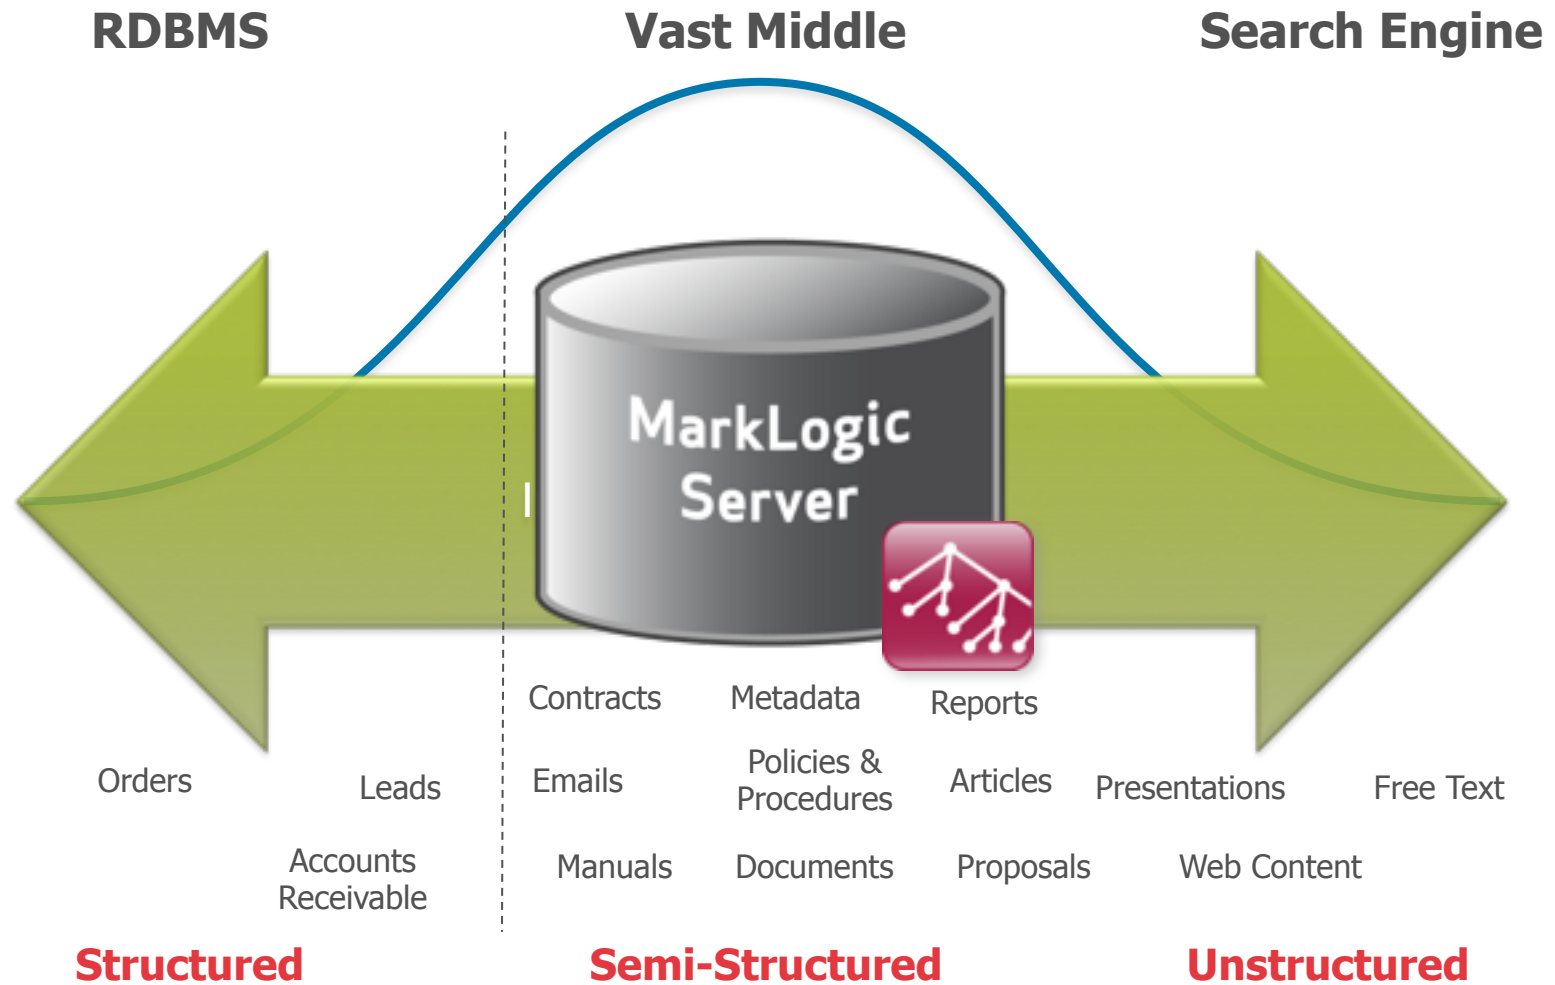 RDBMS
Vast Middle
Search Engine
MarkLogic
Server
Contracts
Metadata
Reports
Orders
Leads
Emails
Policies &
Procedures
Articles
Presentations
Free Text
Accounts
Receivable
Manuals
Documents
Proposals
Web Content
Structured
Semi-Structured
Unstructured